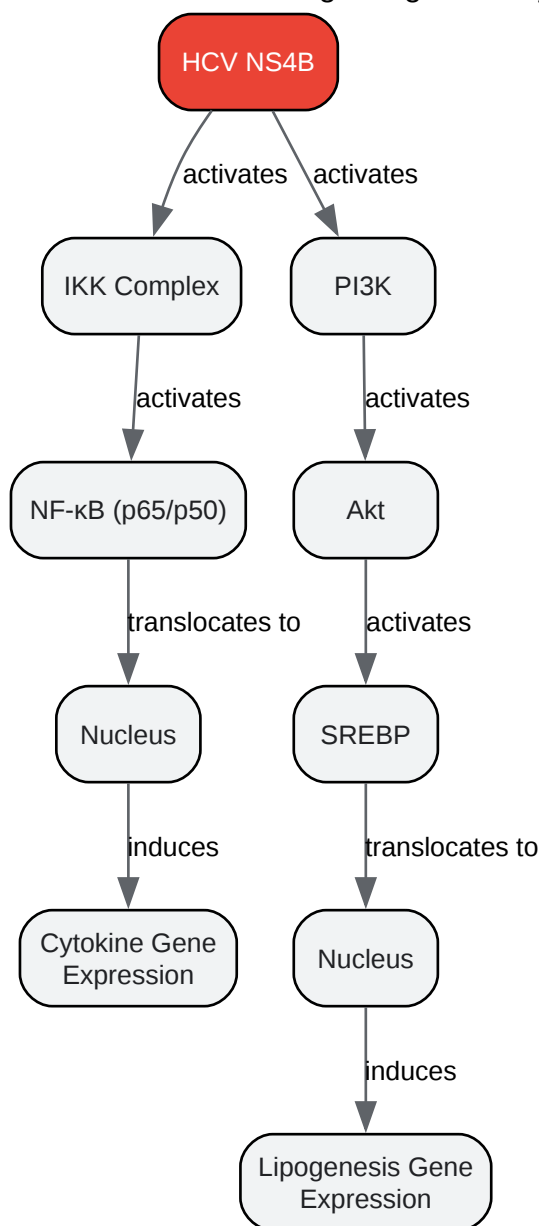 HCV NS4B
activates
activates
IKK Complex
PI3K
activates
activates
NF-κB (p65/p50)
Akt
translocates to
activates
Nucleus
SREBP
induces
translocates to
Cytokine Gene
Expression
Nucleus
induces
Lipogenesis Gene
Expression